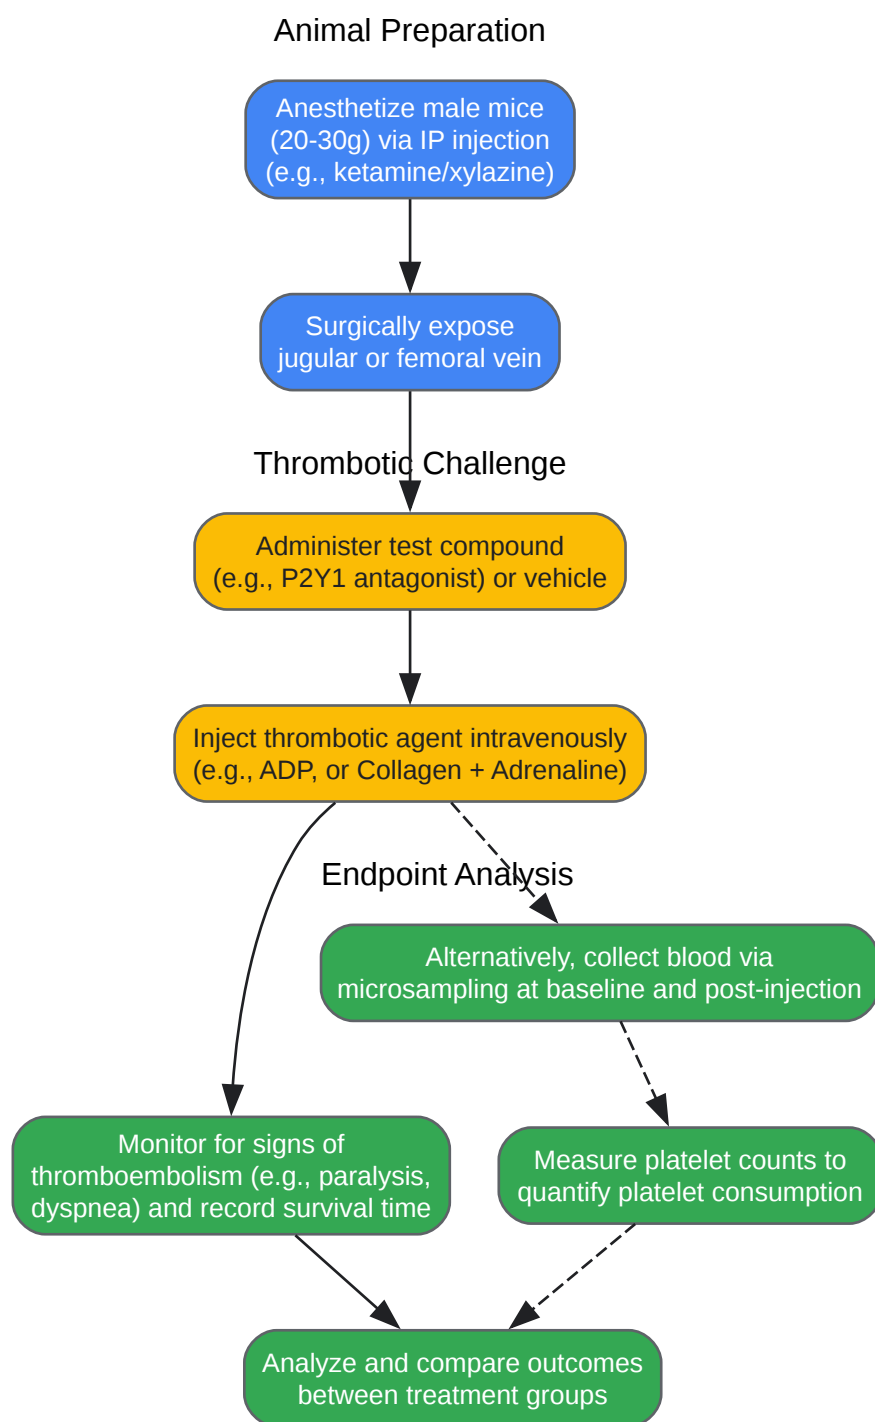 Animal Preparation
Anesthetize male mice
(20-30g) via IP injection
(e.g., ketamine/xylazine)
Surgically expose
jugular or femoral vein
Thrombotic Challenge
Administer test compound
(e.g., P2Y1 antagonist) or vehicle
Inject thrombotic agent intravenously
(e.g., ADP, or Collagen + Adrenaline)
Endpoint Analysis
Alternatively, collect blood via
microsampling at baseline and post-injection
Monitor for signs of
thromboembolism (e.g., paralysis,
dyspnea) and record survival time
Measure platelet counts to
quantify platelet consumption
Analyze and compare outcomes
between treatment groups